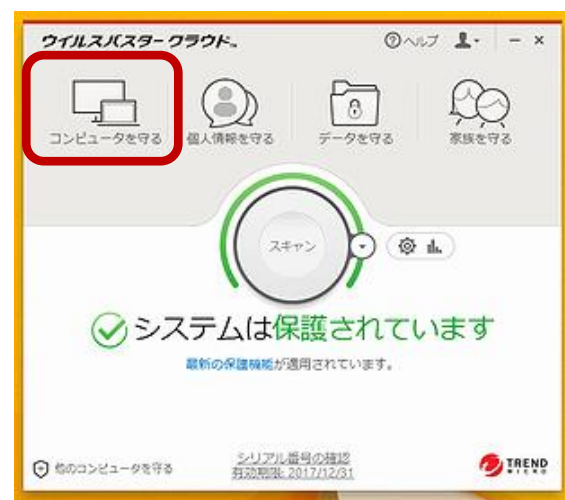 ウイルスバスター クラウド™
ヘルプ
コンピュータを守る
個人情報を守る
データを守る
家族を守る
スキャン
システムは保護されています
最新の保護機能が適用されています。
他のコンピュータを守る
シリアル番号の確認
有効期限: 2017/12/31
TREND
MICRO